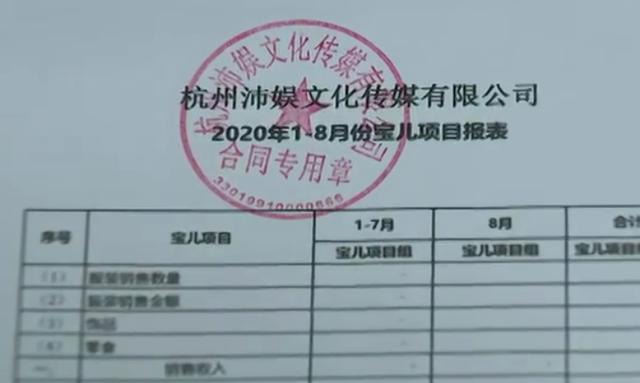 杭州沛娱文化传媒有限公司
2020年1-8月份宝儿项目报表
杭州沛娱文化传媒有限公司
合同专用章
序号 宝儿项目 1-7月 8月 合计
宝儿项目组 宝儿项目组 宝儿项目
(1) 服装销售数量
(2) 服装销售金额
(3) 饰品
(4) 零食
一、 销售收入